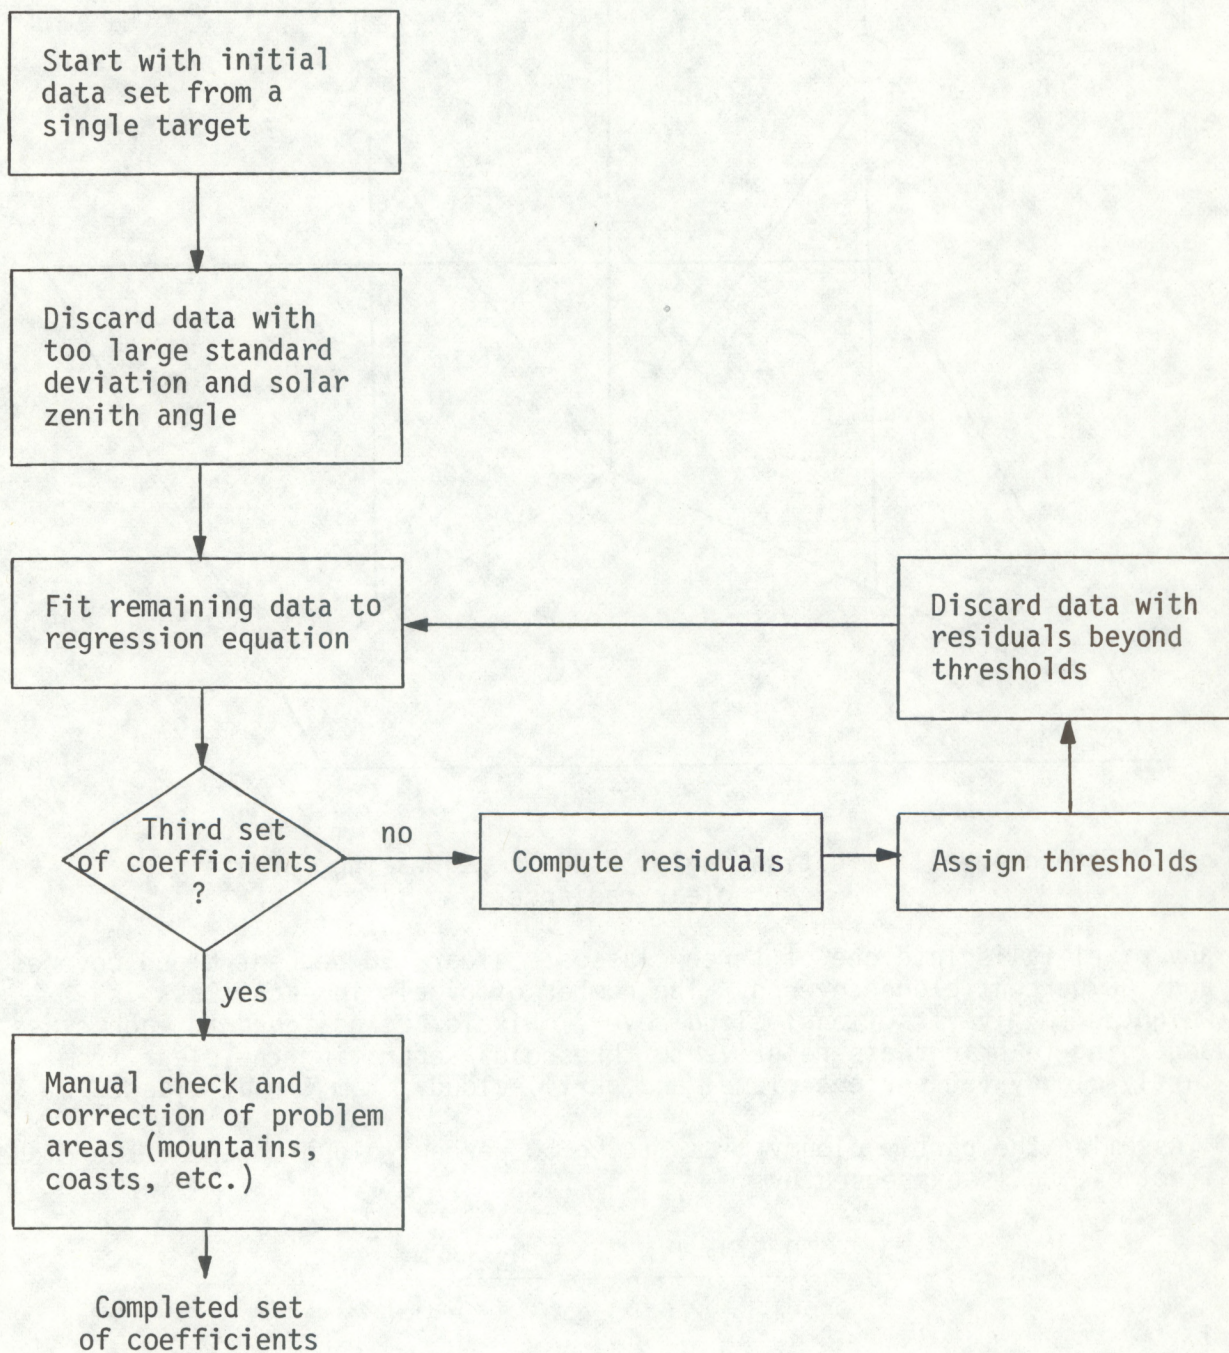 Start with initial
data set from a
single target
Discard data with
too large standard
deviation and solar
zenith angle
Fit remaining data to
regression equation
Discard data with
residuals beyond
thresholds
Third set
of coefficients
?
no
Compute residuals
Assign thresholds
yes
Manual check and
correction of problem
areas (mountains,
coasts, etc.)
Completed set
of coefficients